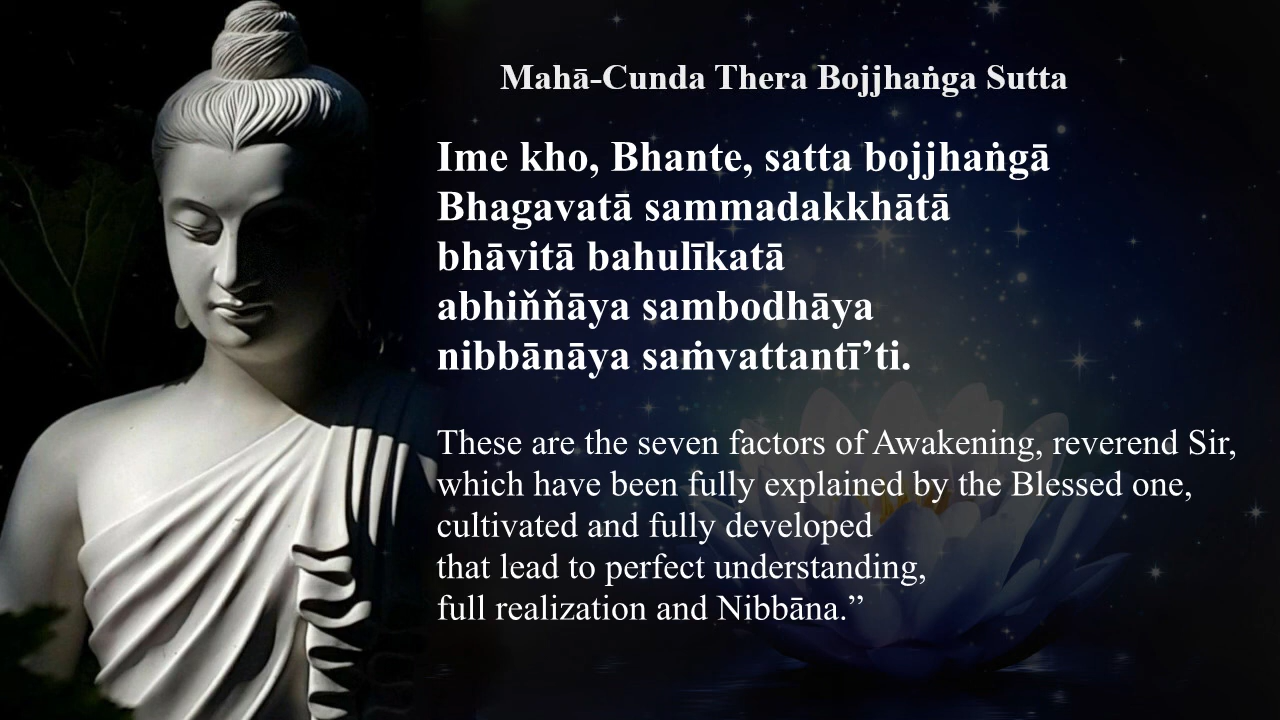 Mahā-Cunda Thera Bojjhaṅga Sutta
Ime kho, Bhante, satta bojjhaṅgā
Bhagavatā sammadakkhātā
bhāvitā bahulīkatā
abhiňňāya sambodhāya
nibbānāya saṁvattantī’ti.
These are the seven factors of Awakening, reverend Sir,
which have been fully explained by the Blessed one,
cultivated and fully developed
that lead to perfect understanding,
full realization and Nibbāna.”